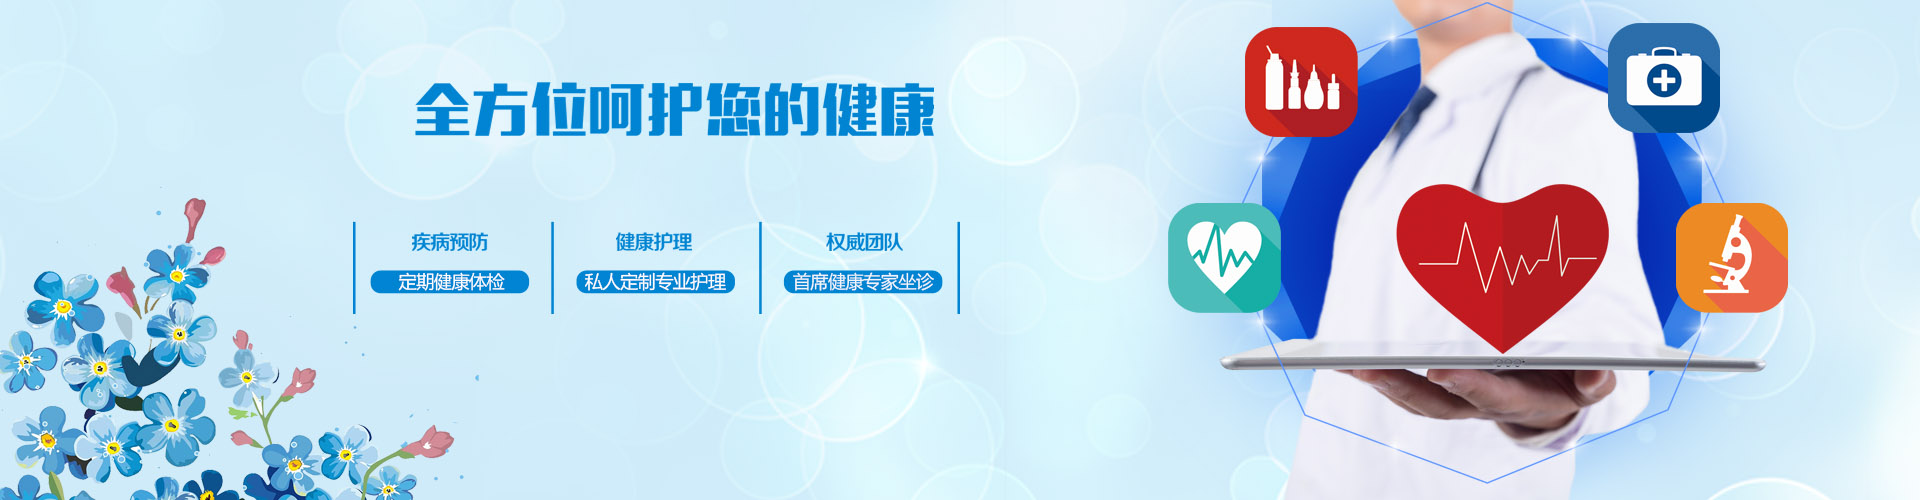 全方位呵护您的健康
疾病预防
定期健康体检
健康护理
私人定制专业护理
权威团队
首席健康专家坐诊